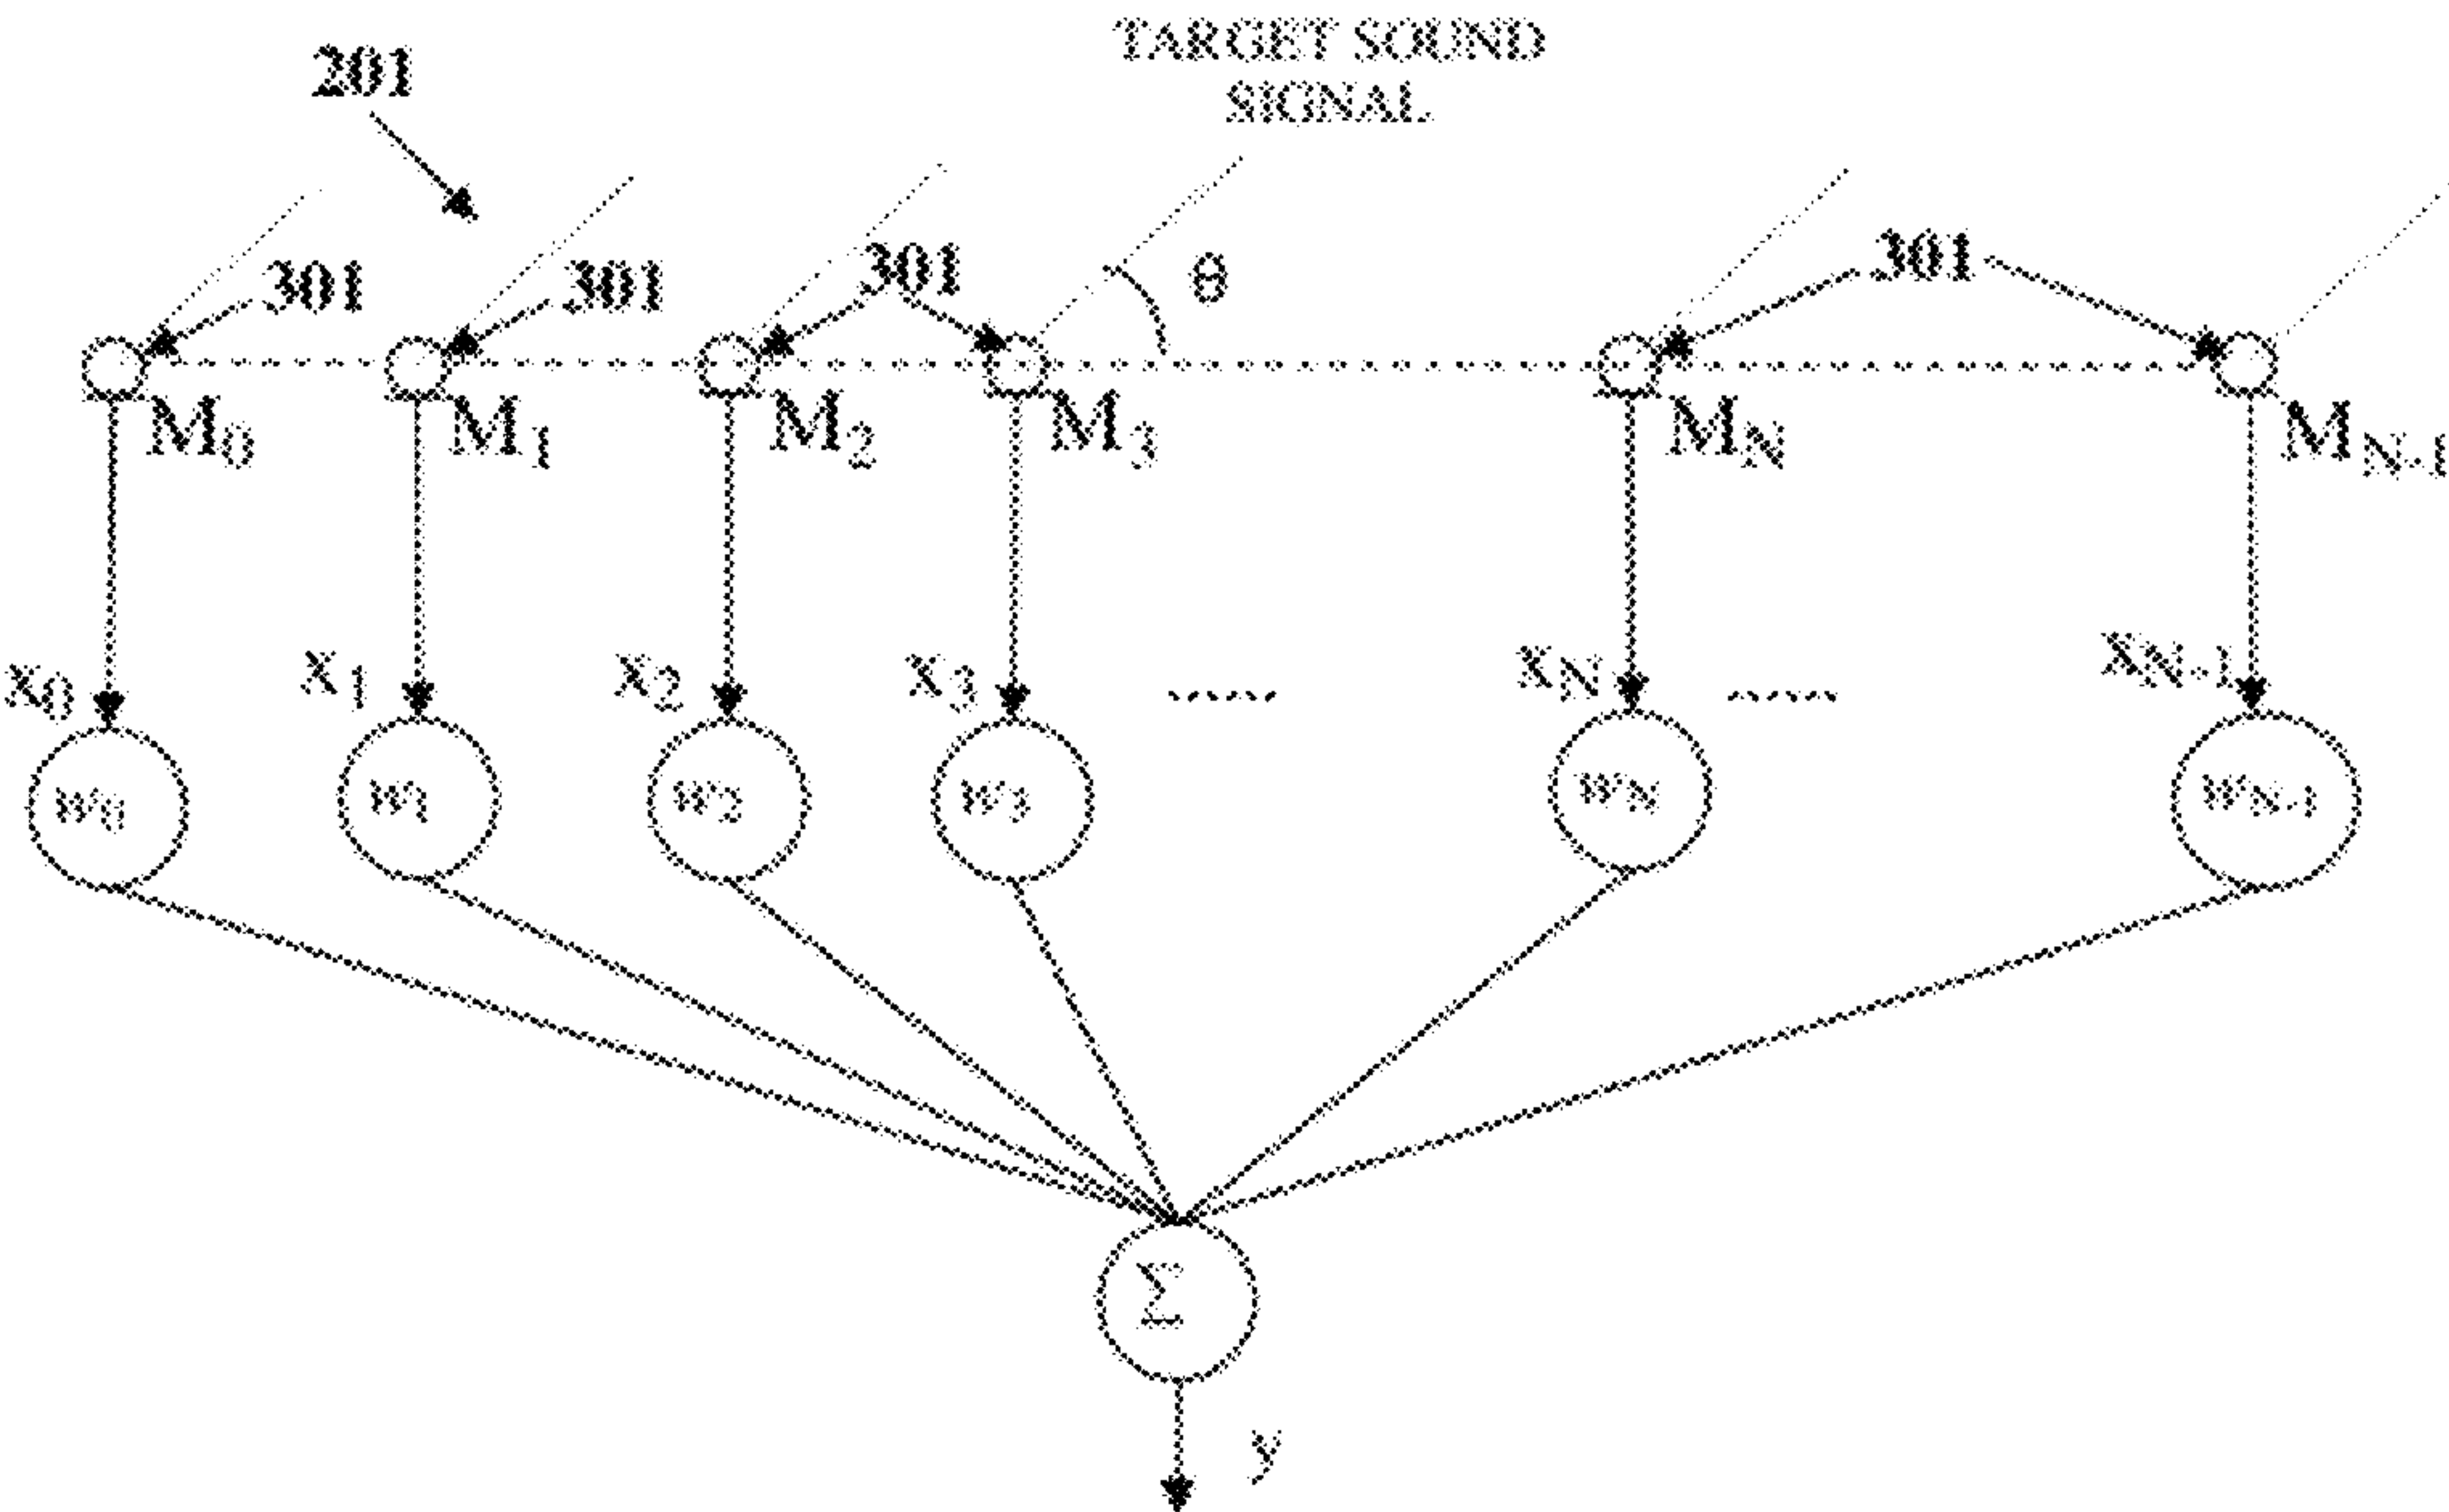 TARGET SOUND
SIGNAL
201
301 301 301 θ 301
M0 M1 M2 M3 MN MN-1
x0 x1 x2 x3 ----- xN ----- xN-1
w0 w1 w2 w3 wN wN-1
Σ
y